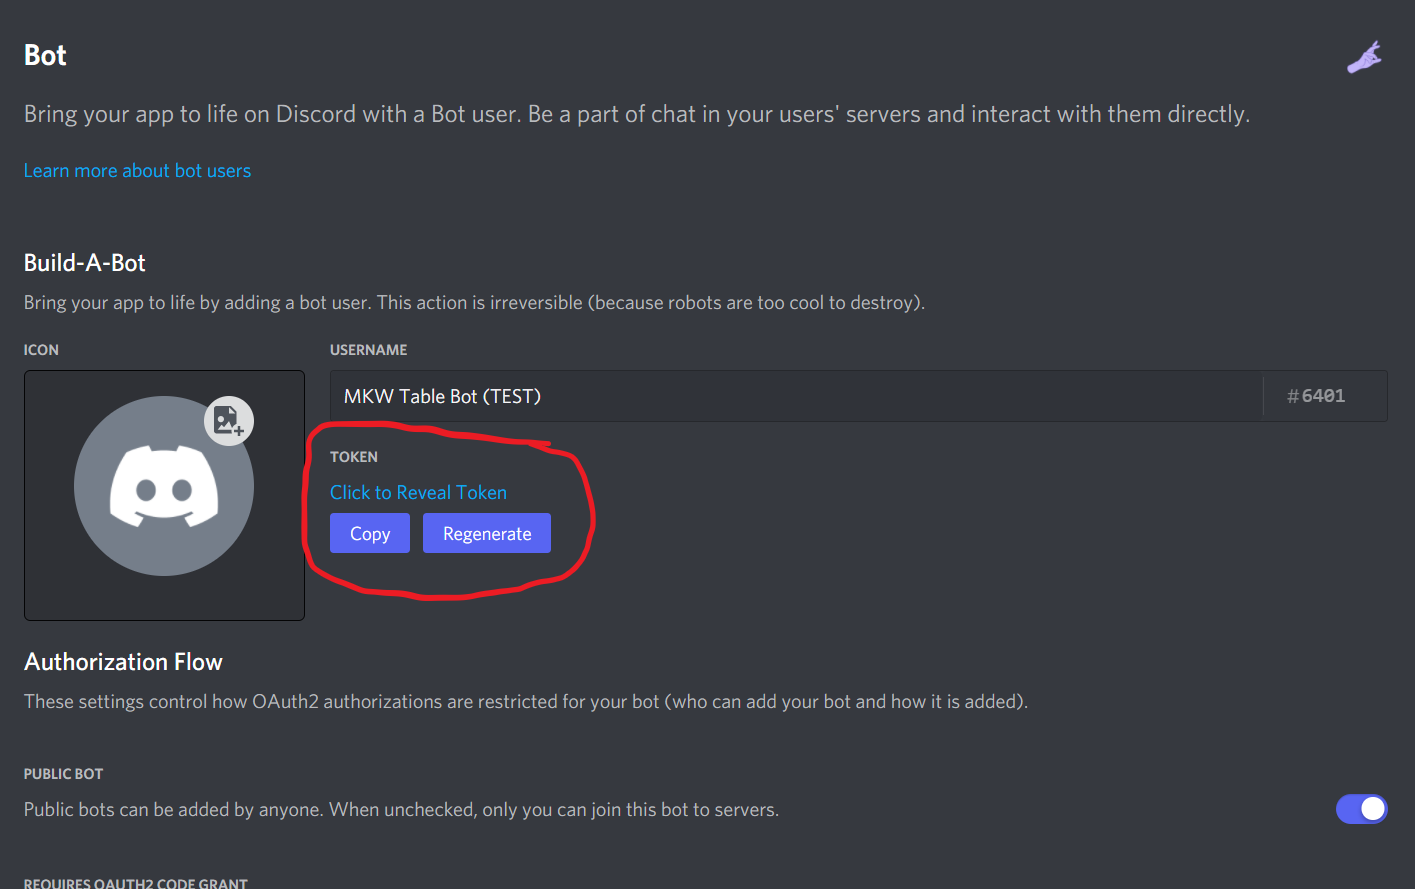 Bot
Bring your app to life on Discord with a Bot user. Be a part of chat in your users' servers and interact with them directly.
Learn more about bot users
Build-A-Bot
Bring your app to life by adding a bot user. This action is irreversible (because robots are too cool to destroy).
ICON
USERNAME
MKW Table Bot (TEST)
#6401
TOKEN
Click to Reveal Token
Copy
Regenerate
Authorization Flow
These settings control how OAuth2 authorizations are restricted for your bot (who can add your bot and how it is added).
PUBLIC BOT
Public bots can be added by anyone. When unchecked, only you can join this bot to servers.
REQUIRES OAUTH2 CODE GRANT